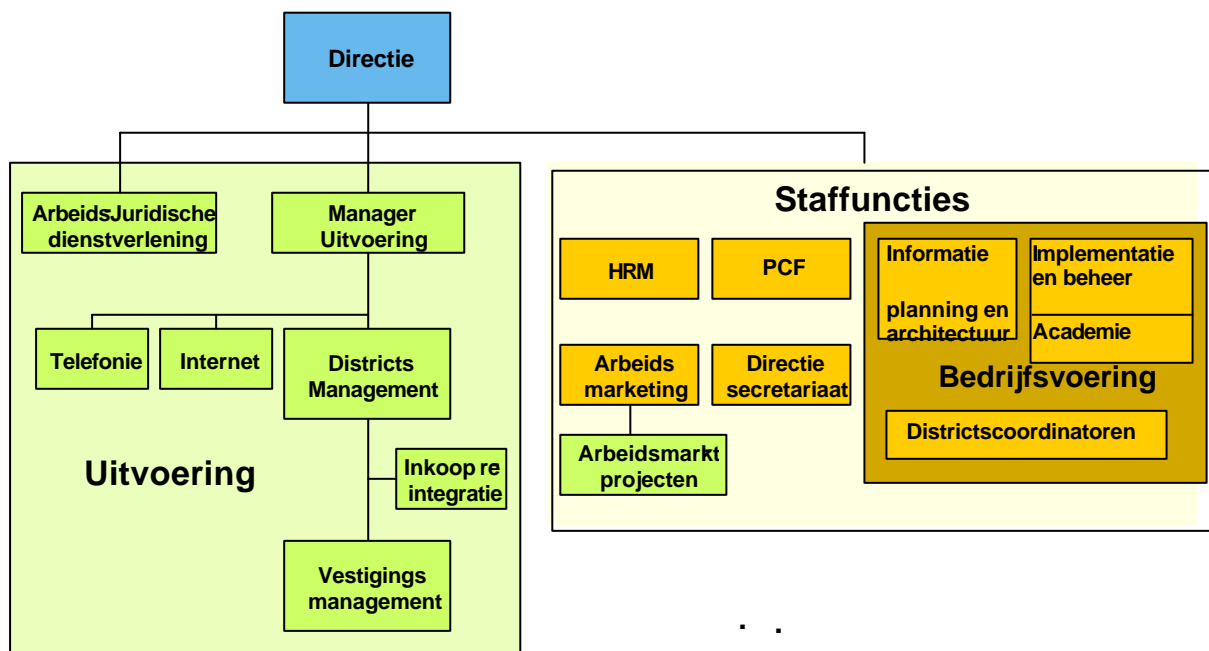 Directie
ArbeidsJuridische
dienstverlening
Manager
Uitvoering
Telefonie
Internet
Districts
Management
Uitvoering
Inkoop re-
integratie
Vestigings
management
Staffuncties
HRM
PCF
Arbeids
marketing
Directie
secretariaat
Arbeidsmarkt
projecten
Informatie
planning en
architectuur
Implementatie
en beheer
Academie
Bedrijfsvoering
Districtscoordinatoren
. .